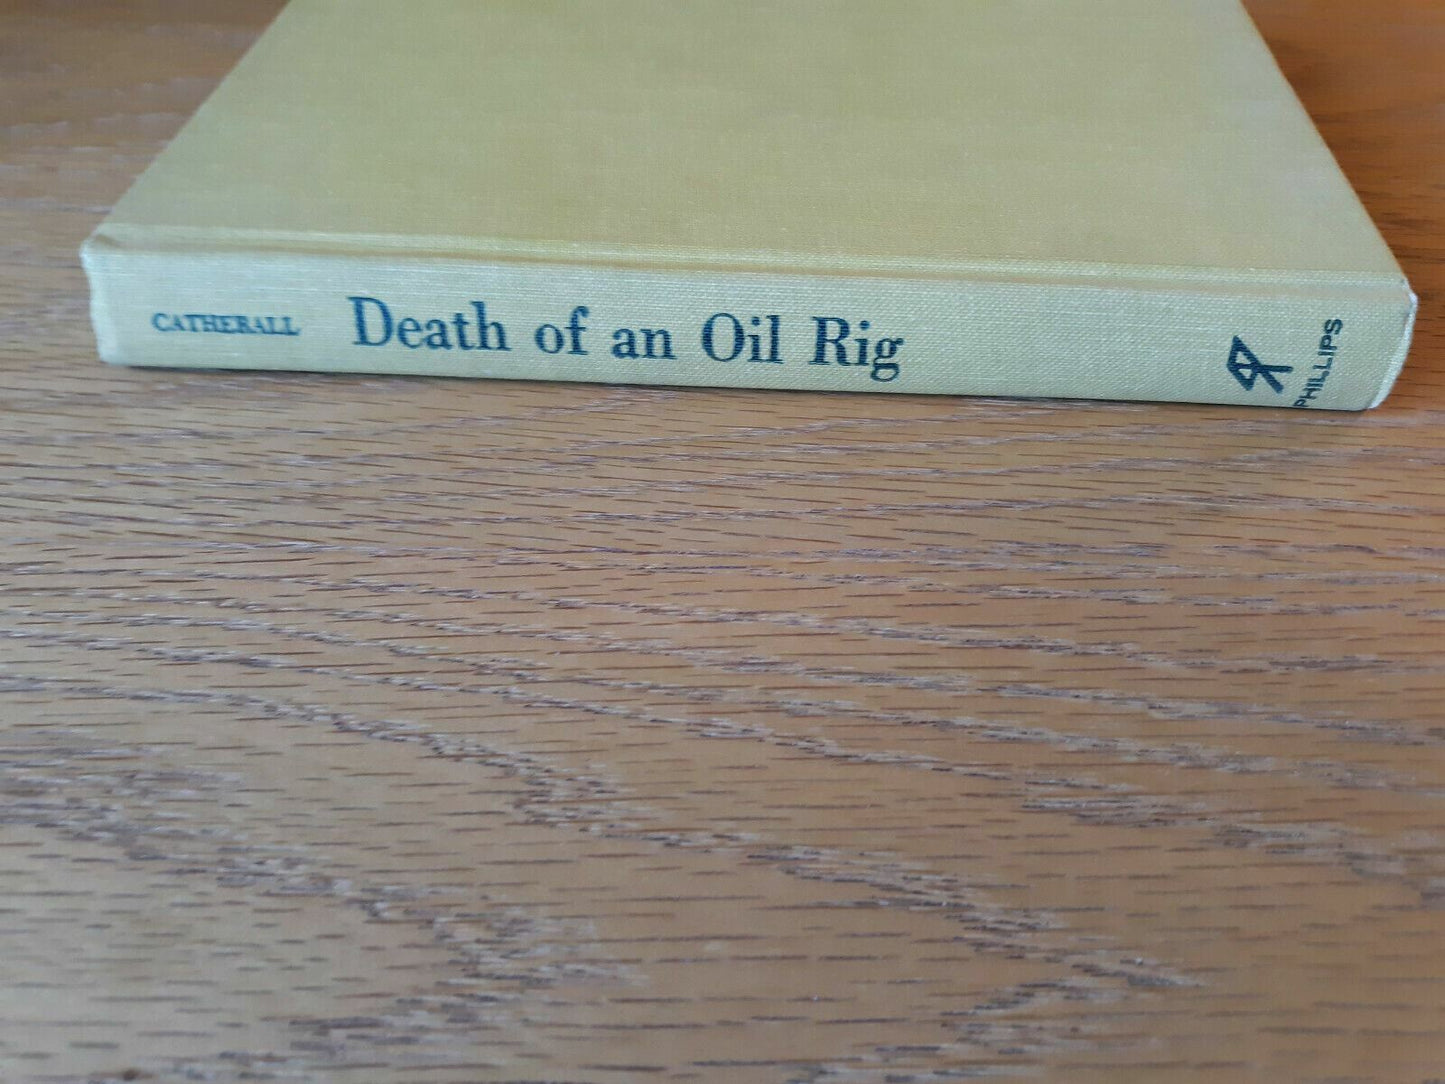 CATHERALL Death of an Oil Rig
PHILLIPS